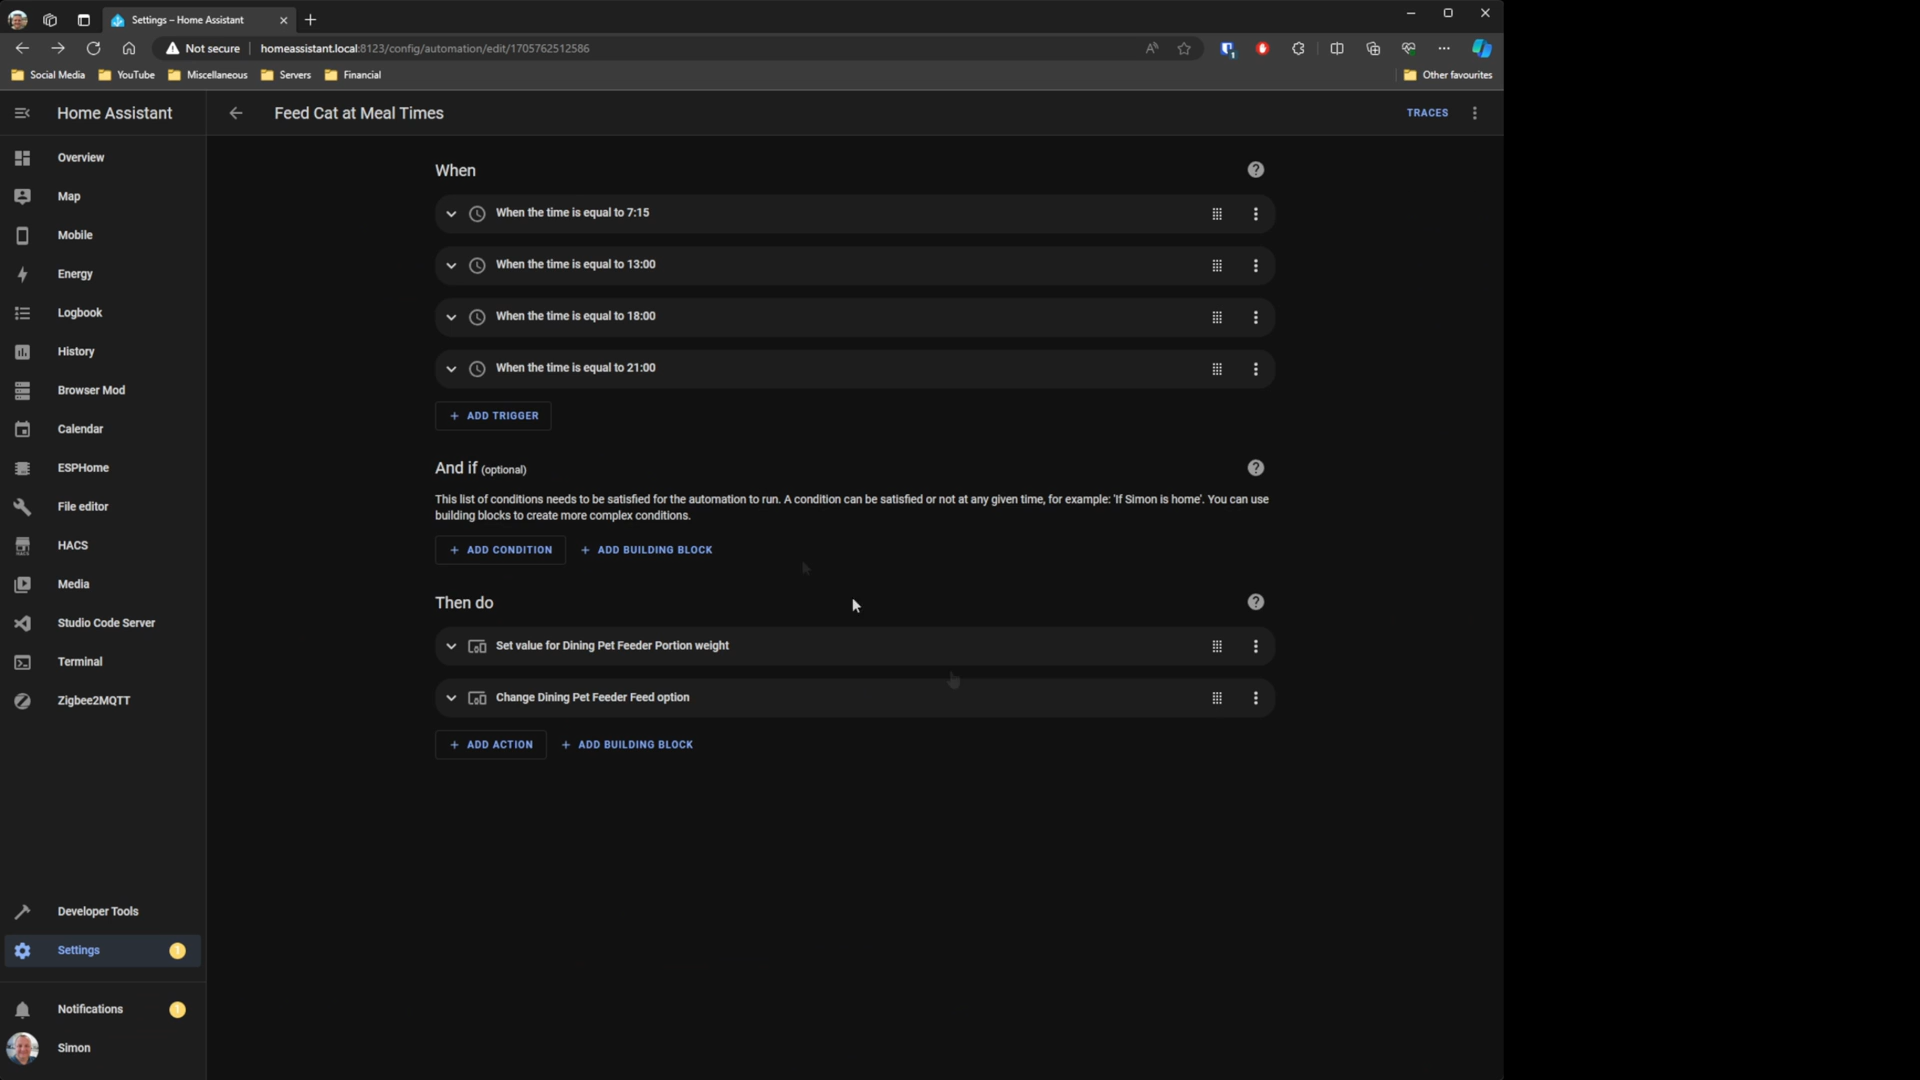 Settings – Home Assistant
Not secure homeassistant.local:8123/config/automation/edit/1705762512586
Social Media YouTube Miscellaneous Servers Financial Other favourites
Home Assistant
Feed Cat at Meal Times
TRACES
Overview
Map
Mobile
Energy
Logbook
History
Browser Mod
Calendar
ESPHome
File editor
HACS
Media
Studio Code Server
Terminal
Zigbee2MQTT
Developer Tools
Settings 1
Notifications 1
Simon
When
When the time is equal to 7:15
When the time is equal to 13:00
When the time is equal to 18:00
When the time is equal to 21:00
+ ADD TRIGGER
And if (optional)
This list of conditions needs to be satisfied for the automation to run. A condition can be satisfied or not at any given time, for example: 'If Simon is home'. You can use
building blocks to create more complex conditions.
+ ADD CONDITION + ADD BUILDING BLOCK
Then do
Set value for Dining Pet Feeder Portion weight
Change Dining Pet Feeder Feed option
+ ADD ACTION + ADD BUILDING BLOCK